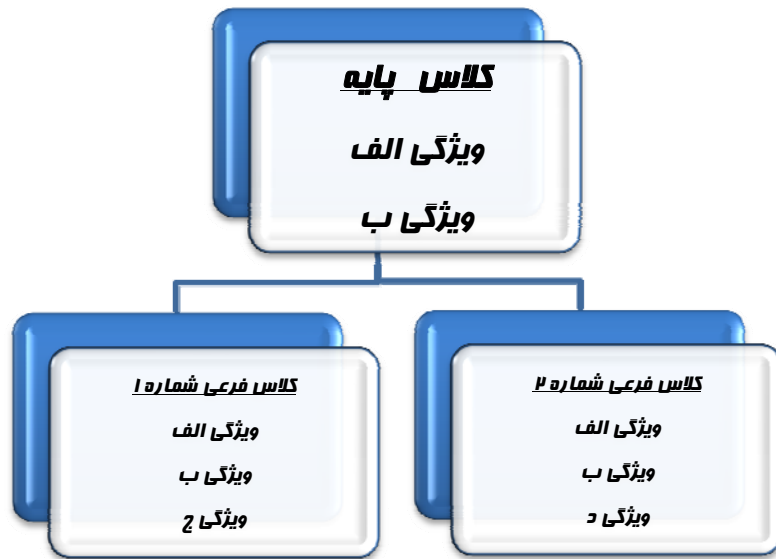 کلاس پایه
ویژگی الف
ویژگی ب
کلاس فرعی شماره ۱
ویژگی الف
ویژگی ب
ویژگی ج
کلاس فرعی شماره ۲
ویژگی الف
ویژگی ب
ویژگی د